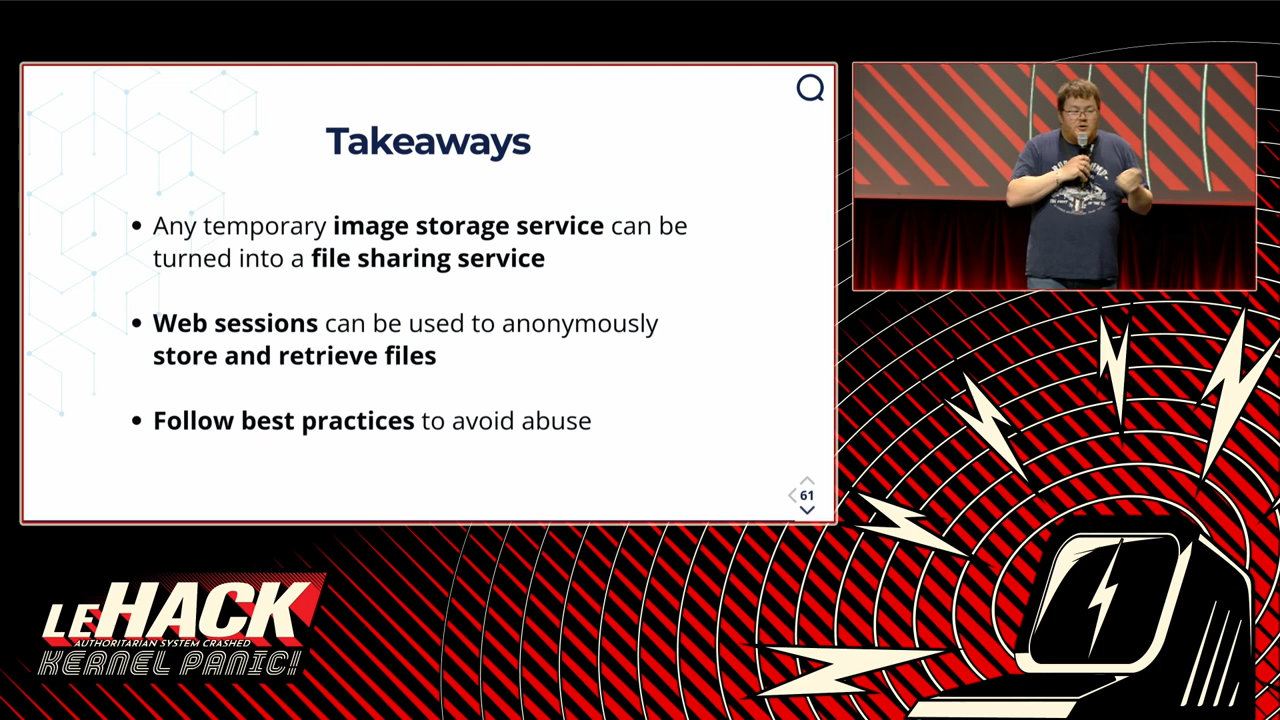 Takeaways
• Any temporary image storage service can be
turned into a file sharing service
• Web sessions can be used to anonymously
store and retrieve files
• Follow best practices to avoid abuse
61
LEHACK
AUTHORITARIAN SYSTEM CRASHED
KERNEL PANIC!